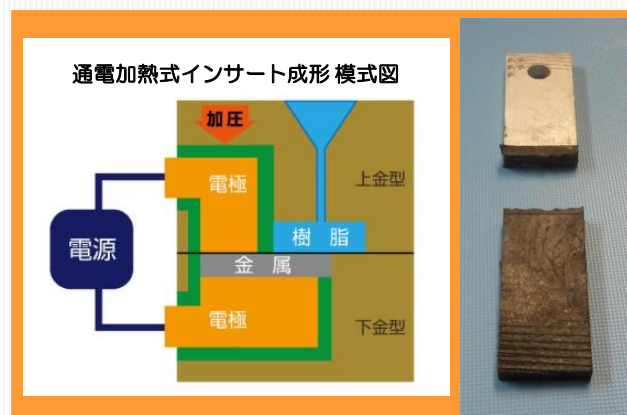 通電加熱式インサート成形 模式図
加圧
電極
上金型
樹 脂
電源
金 属
電極
下金型